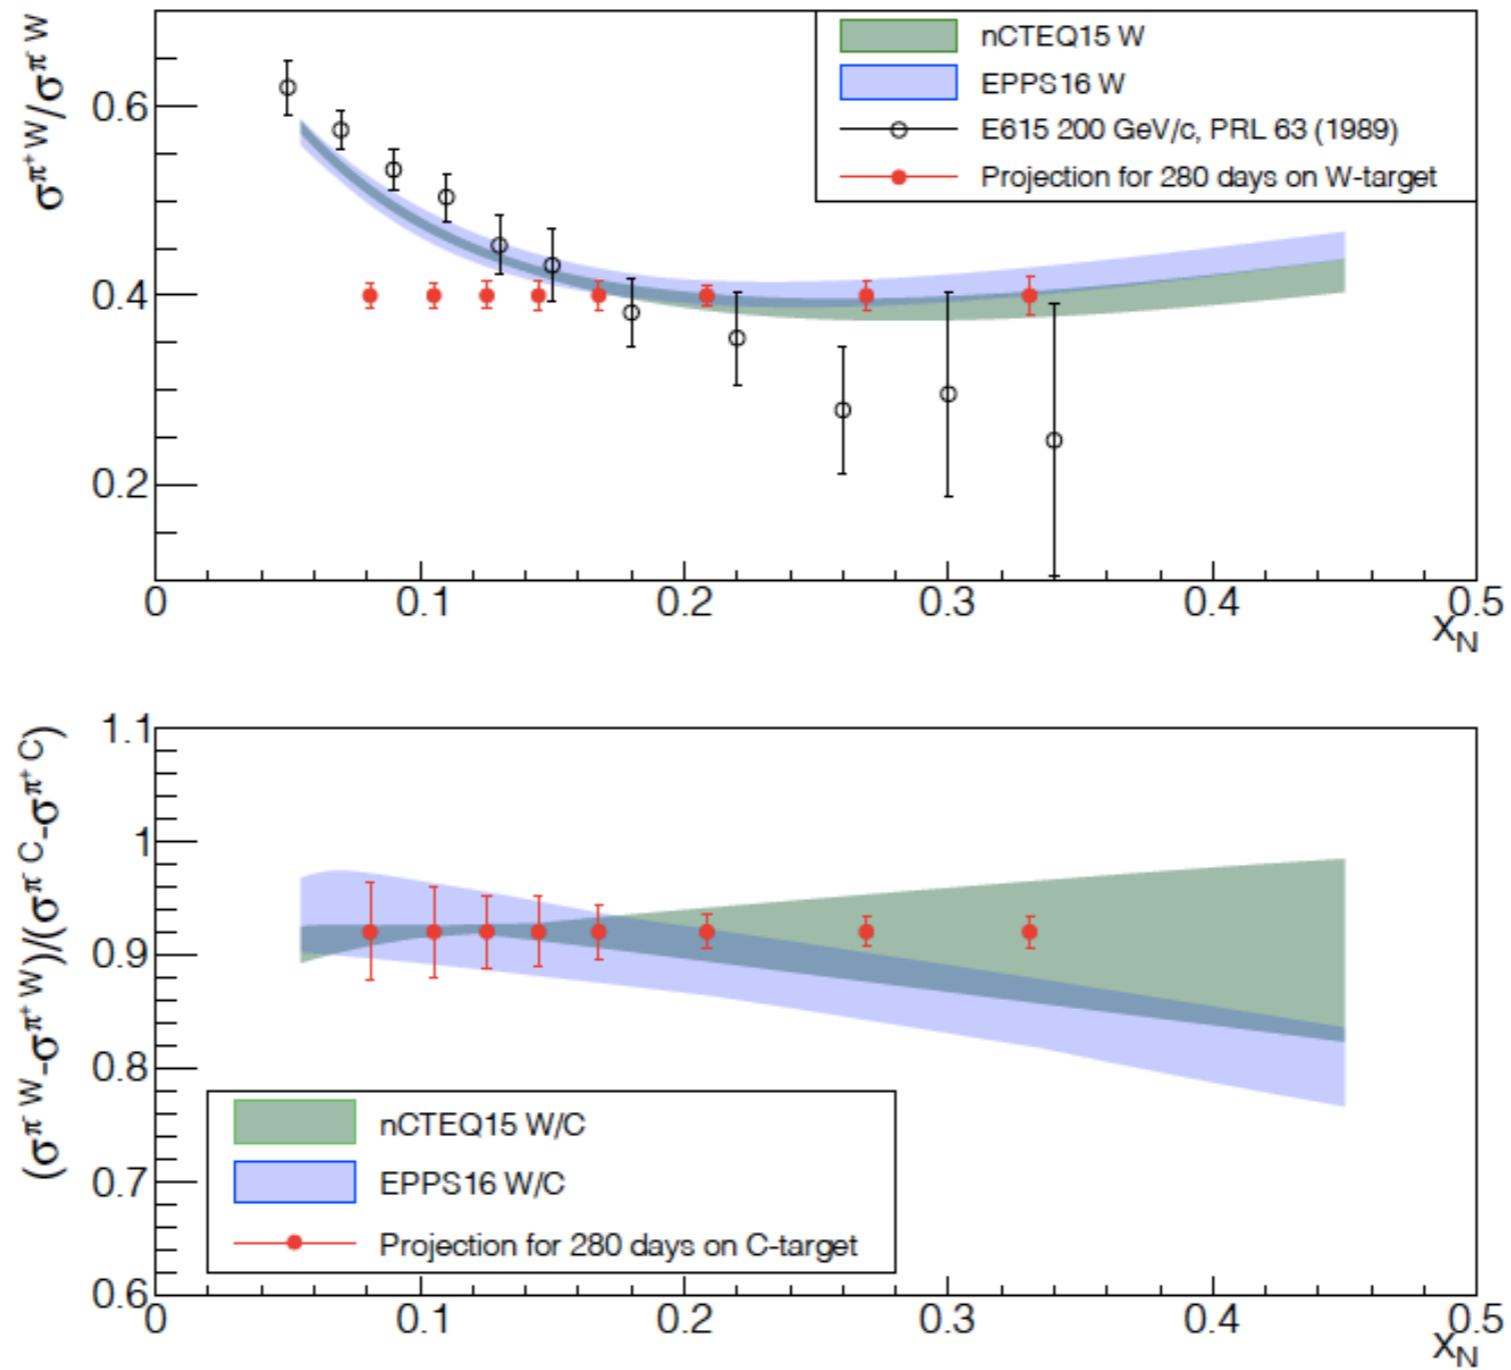 σ^π⁺ W/σ^π⁻ W
nCTEQ15 W
EPPS16 W
E615 200 GeV/c, PRL 63 (1989)
Projection for 280 days on W-target
0.6
0.4
0.2
0 0.1 0.2 0.3 0.4 0.5
x_N
(σ^π⁻ W-σ^π⁺ W)/(σ^π⁻ C-σ^π⁺ C)
1.1
1
0.9
0.8
0.7
0.6
nCTEQ15 W/C
EPPS16 W/C
Projection for 280 days on C-target
0 0.1 0.2 0.3 0.4 0.5
x_N